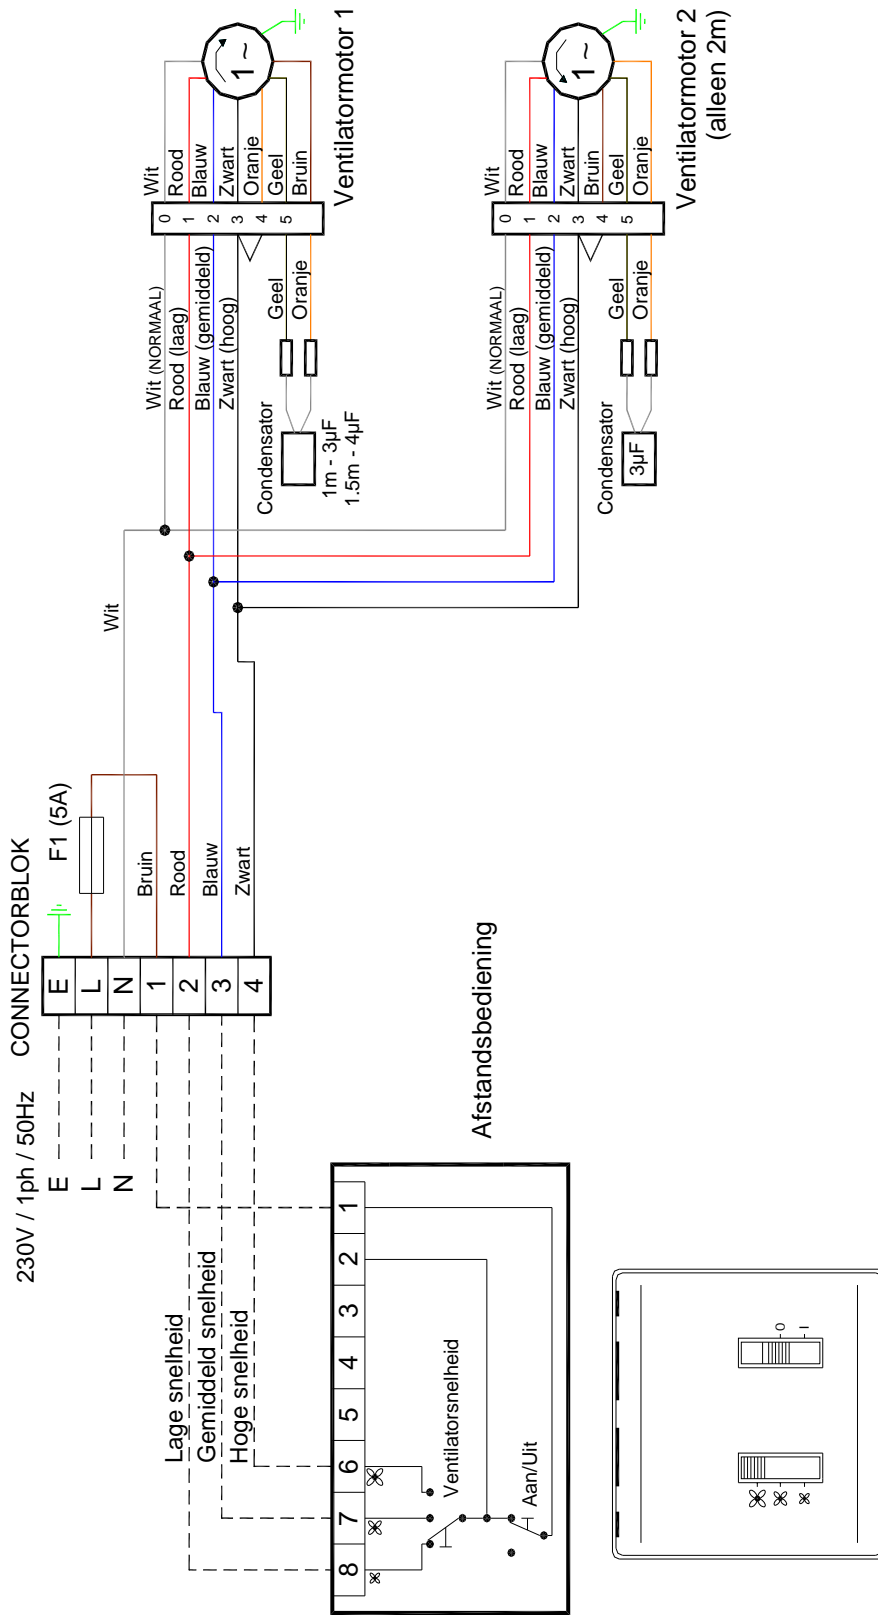 230V / 1ph / 50Hz
CONNECTORBLOK
E
L
N
E
L
N
1
2
3
4
F1 (5A)
Wit
Bruin
Rood
Blauw
Zwart
Wit (NORMAAL)
Rood (laag)
Blauw (gemiddeld)
Zwart (hoog)
Geel
Oranje
Condensator
1m - 3µF
1.5m - 4µF
0
1
2
3
4
5
Wit
Rood
Blauw
Zwart
Oranje
Geel
Bruin
1~
Ventilatormotor 1
Wit (NORMAAL)
Rood (laag)
Blauw (gemiddeld)
Zwart (hoog)
Geel
Oranje
Condensator
3µF
0
1
2
3
4
5
Wit
Rood
Blauw
Zwart
Bruin
Geel
Oranje
1~
Ventilatormotor 2
(alleen 2m)
Lage snelheid
Gemiddeld snelheid
Hoge snelheid
Afstandsbediening
8
7
6
5
4
3
2
1
Ventilatorsnelheid
Aan/Uit
0
I